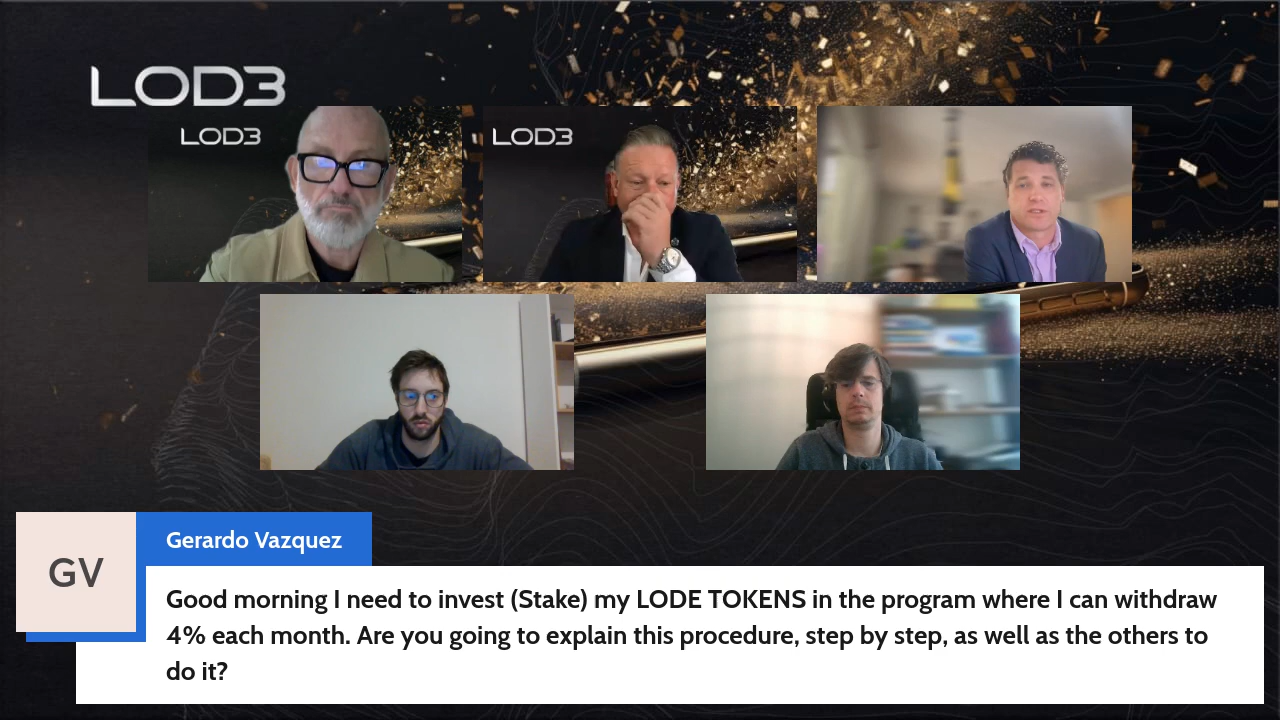 LOD3
LOD3
LOD3
GV
Gerardo Vazquez
Good morning I need to invest (Stake) my LODE TOKENS in the program where I can withdraw
4% each month. Are you going to explain this procedure, step by step, as well as the others to
do it?